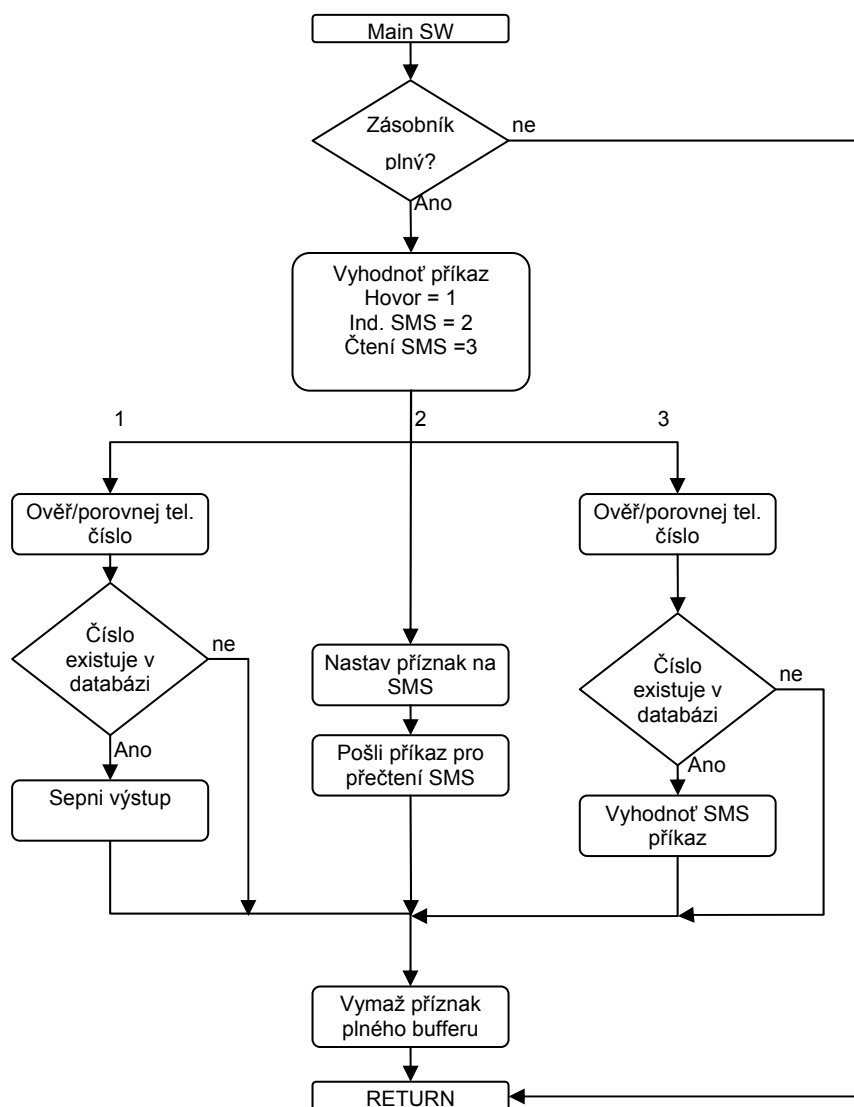 Main SW
Zásobník
plný?
ne
Ano
Vyhodnoť příkaz
Hovor = 1
Ind. SMS = 2
Čtení SMS =3
1
2
3
Ověř/porovnej tel.
číslo
Číslo
existuje v
databázi
ne
Ano
Sepni výstup
Nastav příznak na
SMS
Pošli příkaz pro
přečtení SMS
Ověř/porovnej tel.
číslo
Číslo
existuje v
databázi
ne
Ano
Vyhodnoť SMS
příkaz
Vymaž příznak
plného bufferu
RETURN